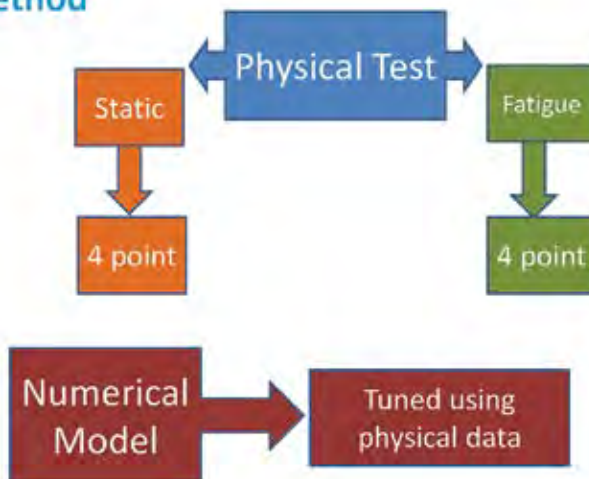 Physical Test
Static
Fatigue
4 point
4 point
Numerical
Model
Tuned using
physical data